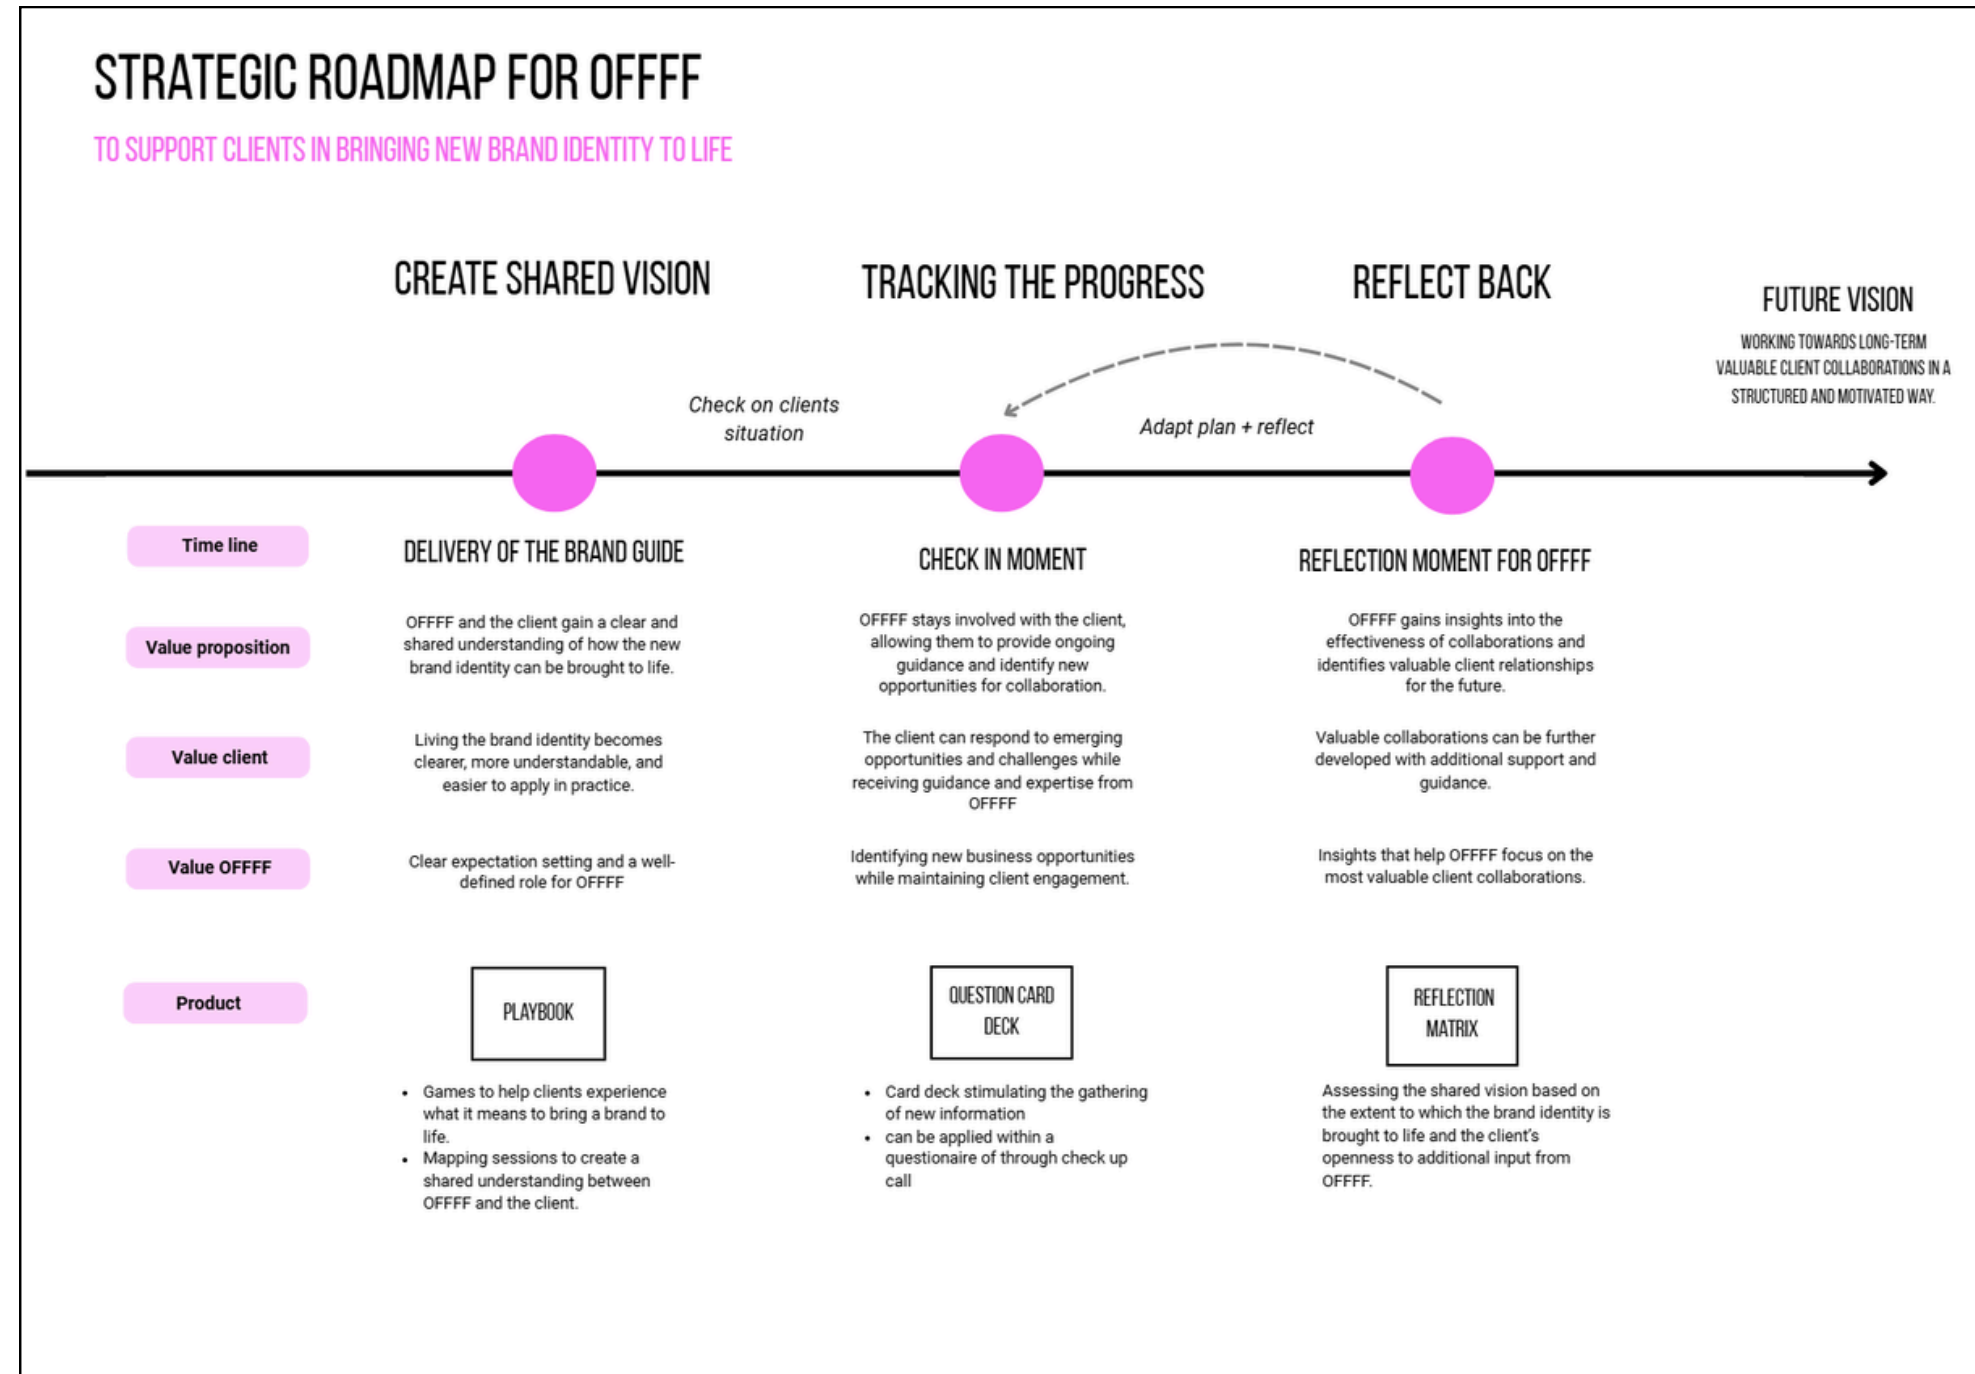 STRATEGIC ROADMAP FOR OFFFF
TO SUPPORT CLIENTS IN BRINGING NEW BRAND IDENTITY TO LIFE
CREATE SHARED VISION
TRACKING THE PROGRESS
REFLECT BACK
FUTURE VISION
WORKING TOWARDS LONG-TERM
VALUABLE CLIENT COLLABORATIONS IN A
STRUCTURED AND MOTIVATED WAY.
Check on clients
situation
Adapt plan + reflect
Time line
DELIVERY OF THE BRAND GUIDE
CHECK IN MOMENT
REFLECTION MOMENT FOR OFFFF
Value proposition
OFFFF and the client gain a clear and
shared understanding of how the new
brand identity can be brought to life.
OFFFF stays involved with the client,
allowing them to provide ongoing
guidance and identify new
opportunities for collaboration.
OFFFF gains insights into the
effectiveness of collaborations and
identifies valuable client relationships
for the future.
Value client
Living the brand identity becomes
clearer, more understandable, and
easier to apply in practice.
The client can respond to emerging
opportunities and challenges while
receiving guidance and expertise from
OFFFF
Valuable collaborations can be further
developed with additional support and
guidance.
Value OFFFF
Clear expectation setting and a well-
defined role for OFFFF
Identifying new business opportunities
while maintaining client engagement.
Insights that help OFFFF focus on the
most valuable client collaborations.
Product
PLAYBOOK
QUESTION CARD
DECK
REFLECTION
MATRIX
• Games to help clients experience
what it means to bring a brand to
life.
• Mapping sessions to create a
shared understanding between
OFFFF and the client.
• Card deck stimulating the gathering
of new information
• can be applied within a
questionaire of through check up
call
Assessing the shared vision based on
the extent to which the brand identity is
brought to life and the client's
openness to additional input from
OFFFF.